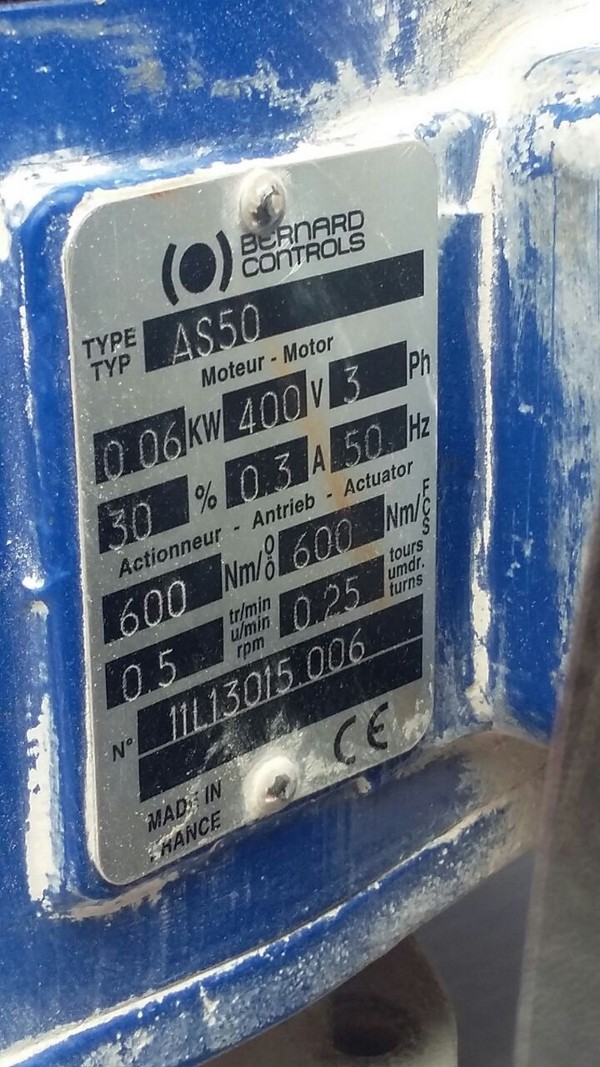 BERNARD
CONTROLS
TYPE
TYP AS50
Moteur - Motor
0.06 KW 400 V 3 Ph
30 % 0.3 A 50 Hz
Actionneur - Antrieb - Actuator
600 Nm/O Ö 600 Nm/F C S
0.5 tr/min u/min rpm 0.25 tours umdr. turns
N° 11L13015.006
CE
MADE IN
FRANCE